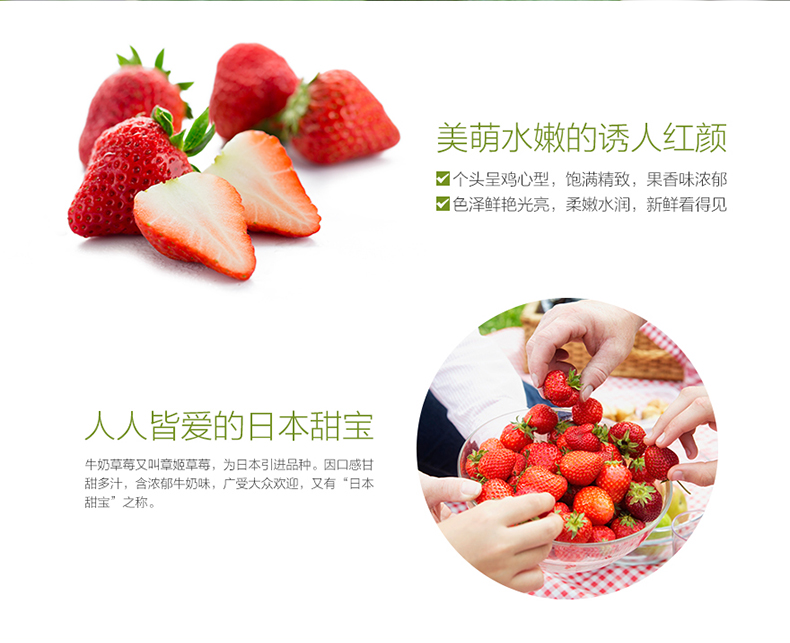 美萌水嫩的诱人红颜
个头呈鸡心型，饱满精致，果香味浓郁
色泽鲜艳光亮，柔嫩水润，新鲜看得见
人人皆爱的日本甜宝
牛奶草莓又叫章姬草莓，为日本引进品种。因口感甘
甜多汁，含浓郁牛奶味，广受大众欢迎，又有“日本
甜宝”之称。